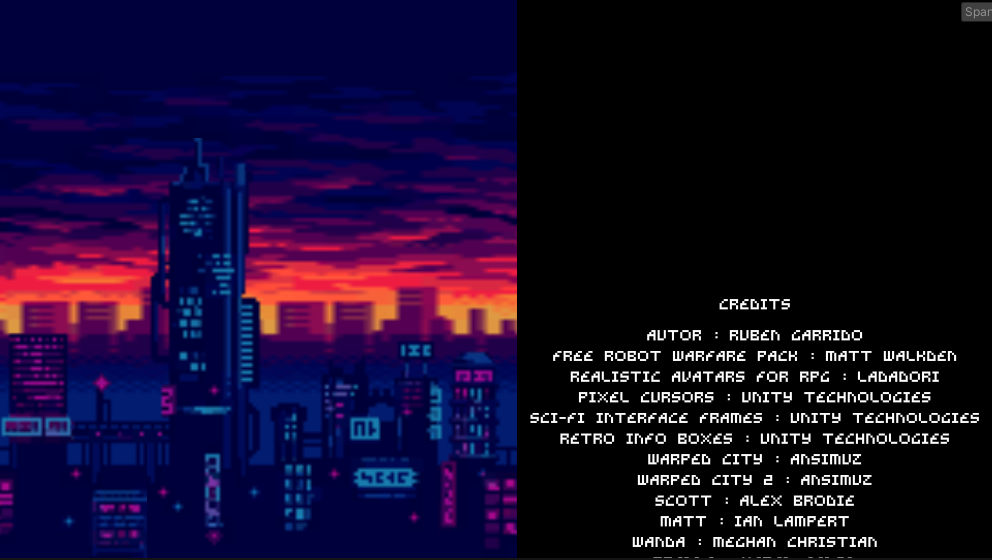 Span
CREDITS
AUTOR : RUBEN GARRIDO
FREE ROBOT WARFARE PACK : MATT WALKDEN
REALISTIC AVATARS FOR RPG : LADADORI
PIXEL CURSORS : UNITY TECHNOLOGIES
SCI-FI INTERFACE FRAMES : UNITY TECHNOLOGIES
RETRO INFO BOXES : UNITY TECHNOLOGIES
WARPED CITY : ANSIMUZ
WARPED CITY 2 : ANSIMUZ
SCOTT : ALEX BRODIE
MATT : IAN LAMPERT
WANDA : MEGHAN CHRISTIAN